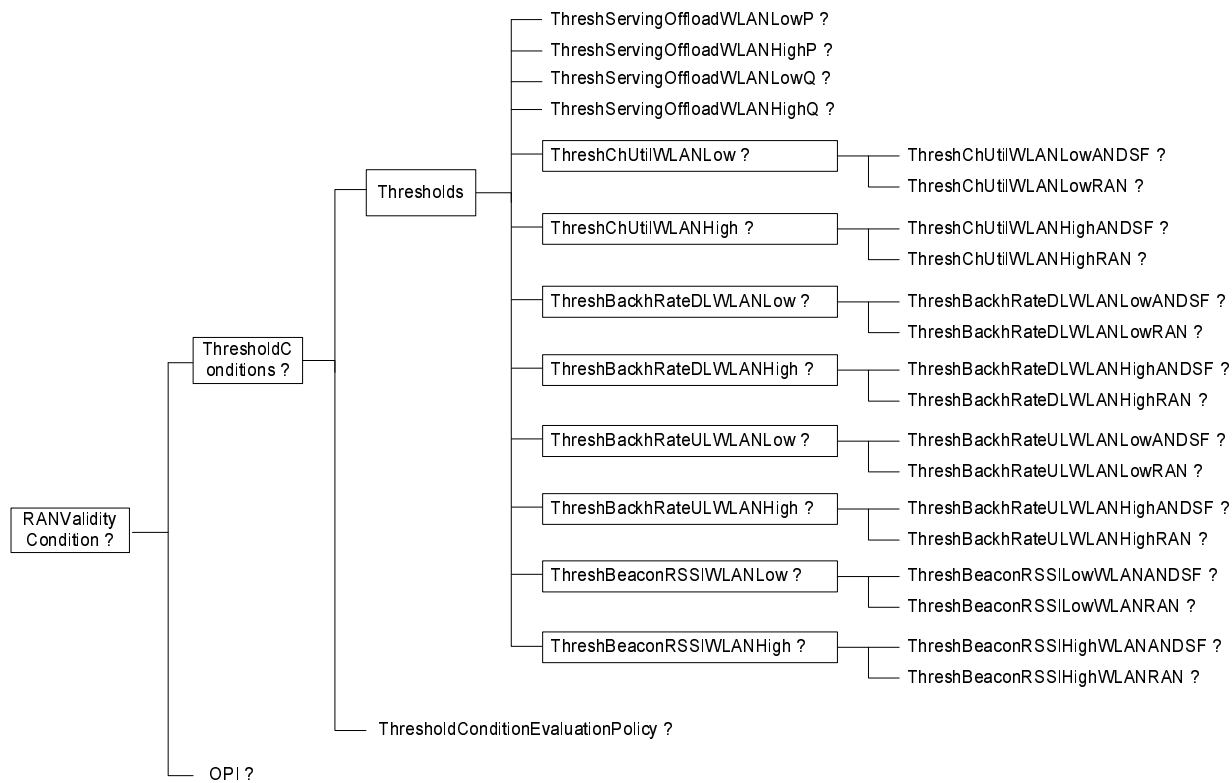 ThreshServingOffloadWLANLowP ?
ThreshServingOffloadWLANHighP ?
ThreshServingOffloadWLANLowQ ?
ThreshServingOffloadWLANHighQ ?
ThreshChUtilWLANLow ?
ThreshChUtilWLANLowANDSF ?
ThreshChUtilWLANLowRAN ?
Thresholds
ThreshChUtilWLANHigh ?
ThreshChUtilWLANHighANDSF ?
ThreshChUtilWLANHighRAN ?
ThreshBackhRateDLWLANLow ?
ThreshBackhRateDLWLANLowANDSF ?
ThreshBackhRateDLWLANLowRAN ?
ThresholdC
onditions ?
ThreshBackhRateDLWLANHigh ?
ThreshBackhRateDLWLANHighANDSF ?
ThreshBackhRateDLWLANHighRAN ?
ThreshBackhRateULWLANLow ?
ThreshBackhRateULWLANLowANDSF ?
ThreshBackhRateULWLANLowRAN ?
RANValidity
Condition ?
ThreshBackhRateULWLANHigh ?
ThreshBackhRateULWLANHighANDSF ?
ThreshBackhRateULWLANHighRAN ?
ThreshBeaconRSSIWLANLow ?
ThreshBeaconRSSILowWLANANDSF ?
ThreshBeaconRSSILowWLANRAN ?
ThreshBeaconRSSIWLANHigh ?
ThreshBeaconRSSIHighWLANANDSF ?
ThreshBeaconRSSIHighWLANRAN ?
ThresholdConditionEvaluationPolicy ?
OPI ?